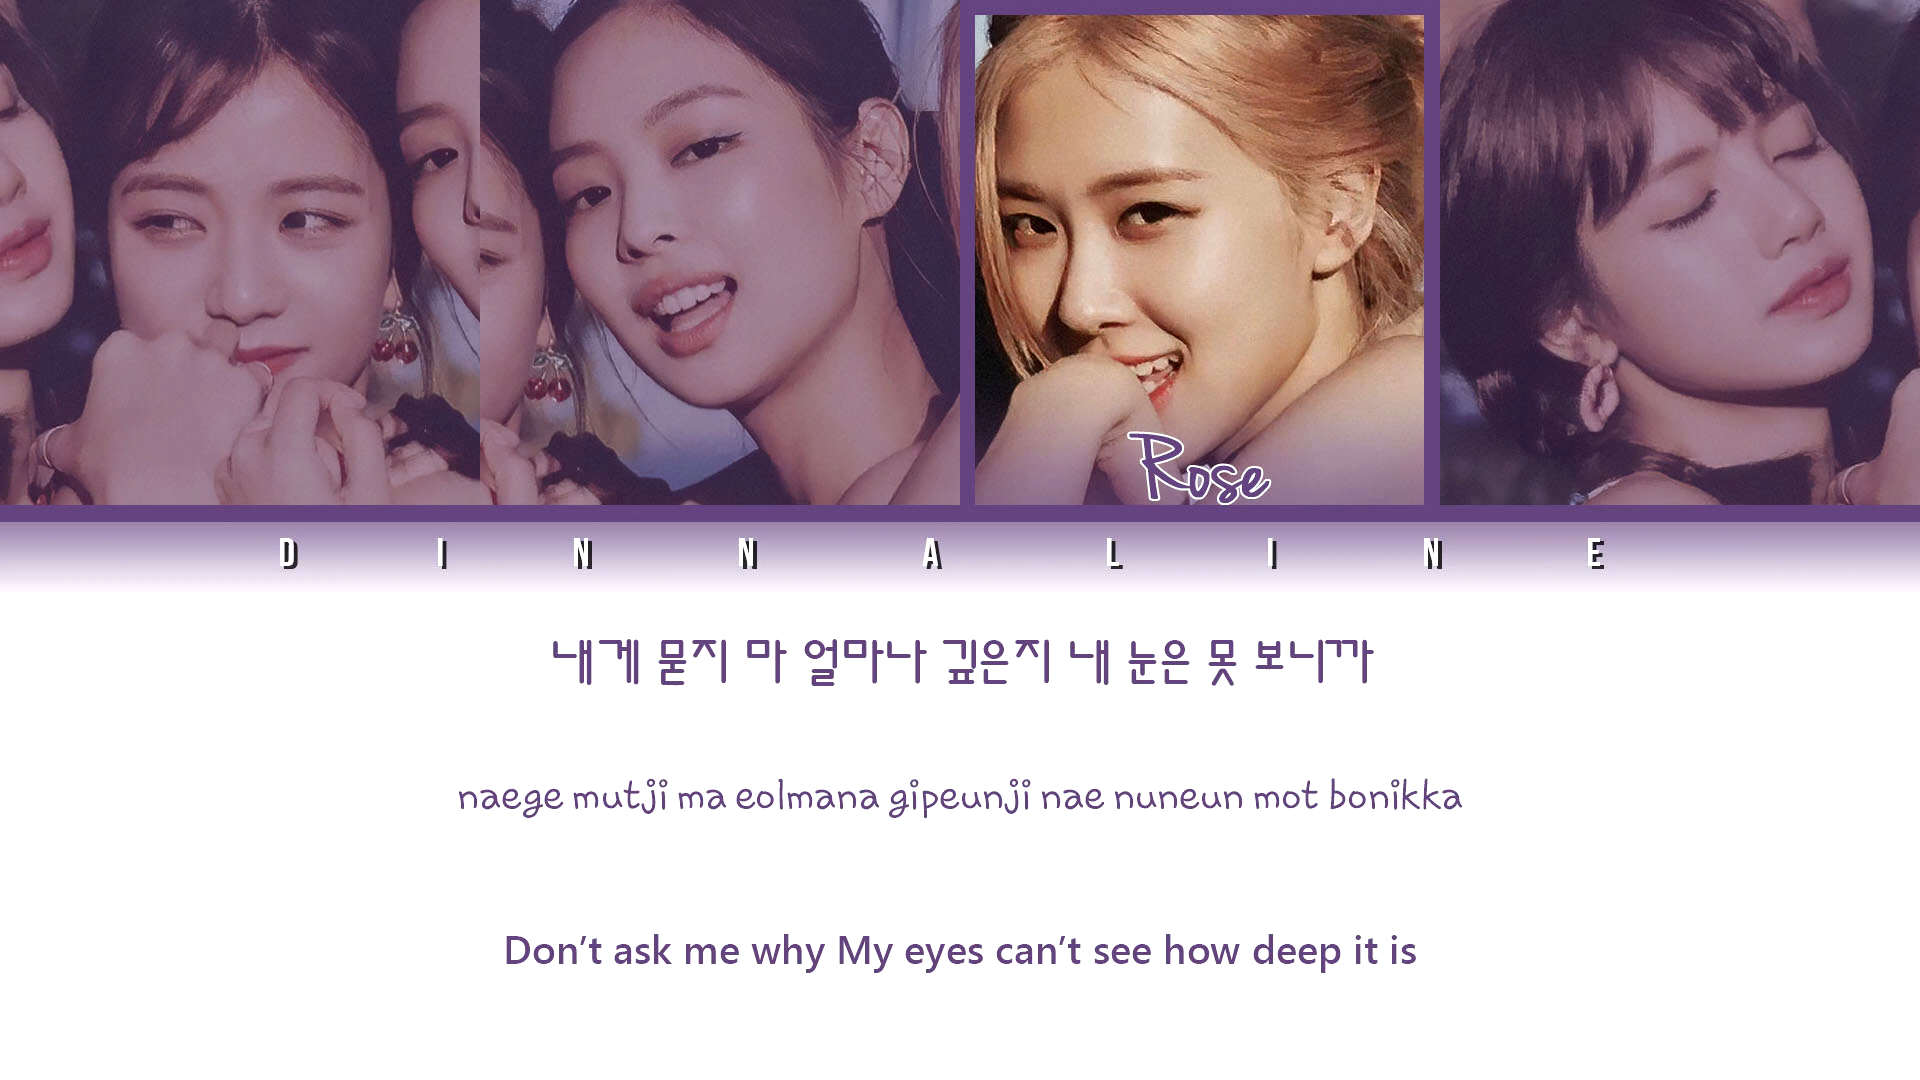 Rose
DINNALINE
내게 묻지 마 얼마나 깊은지 내 눈은 못 보니까
naege mutji ma eolmana gipeunji nae nuneun mot bonikka
Don’t ask me why My eyes can’t see how deep it is